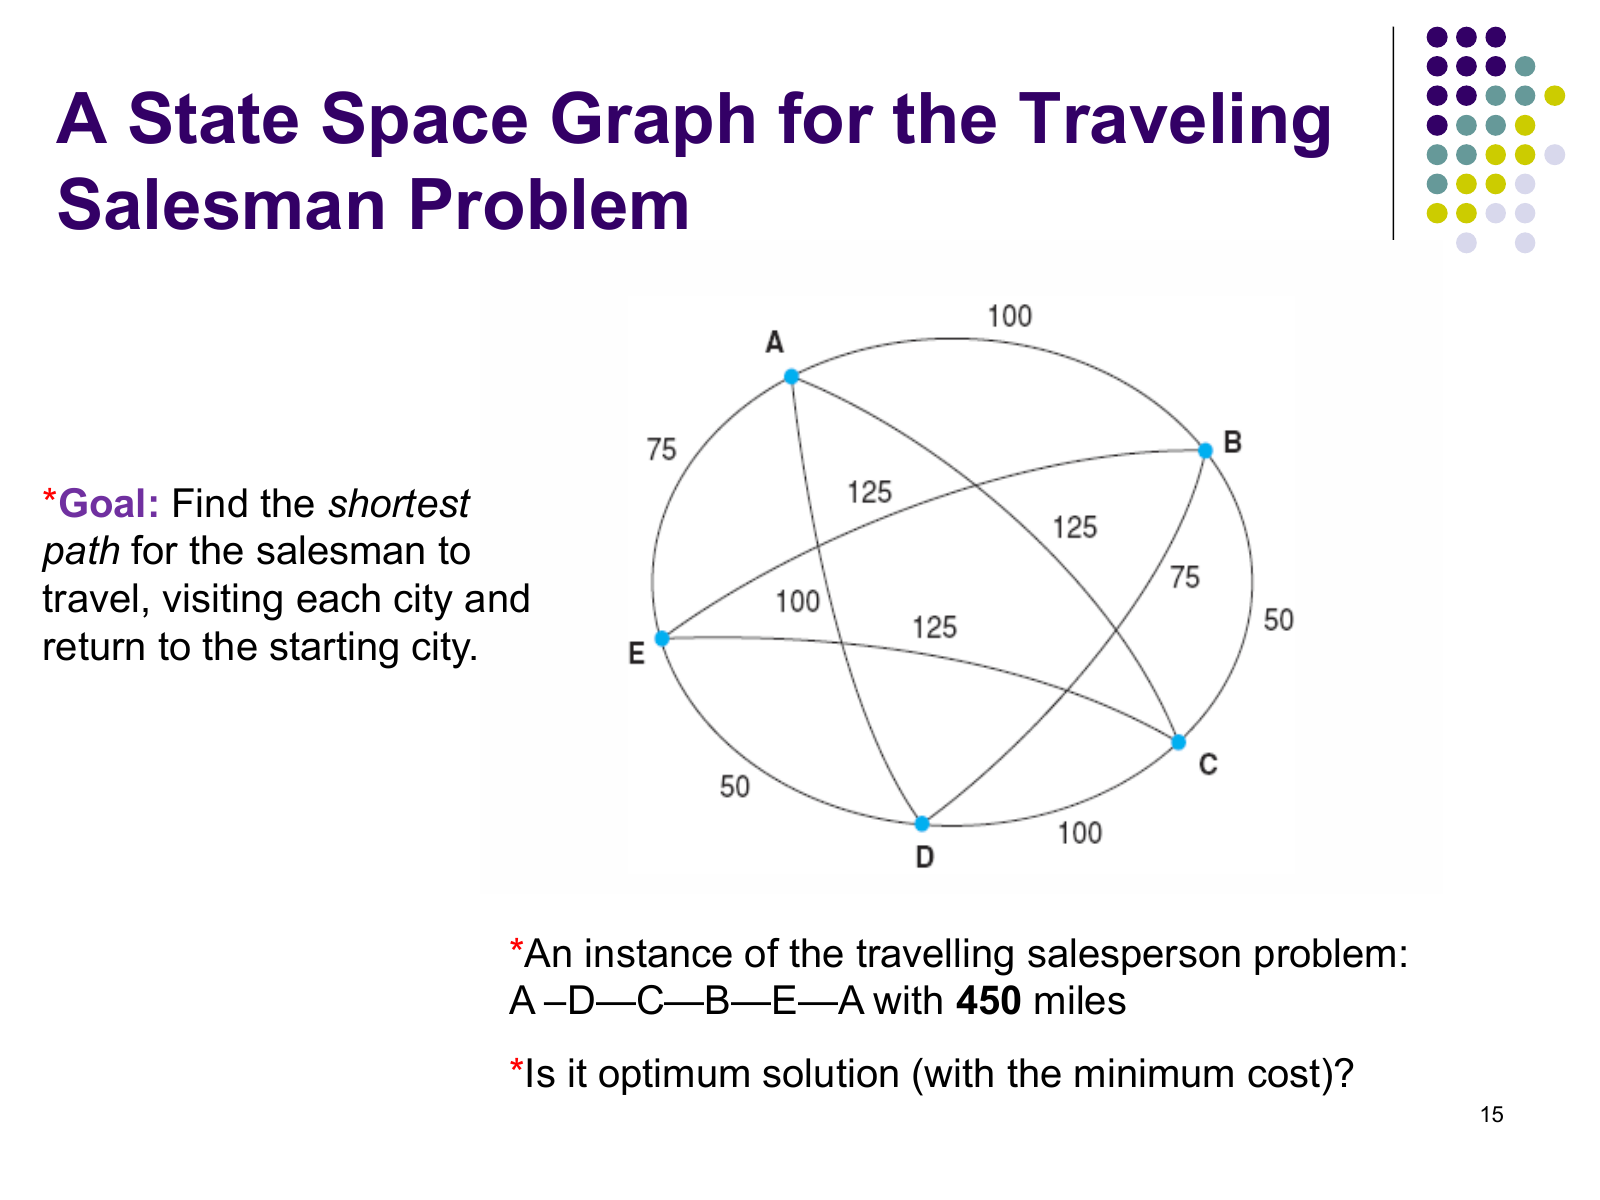 A State Space Graph for the Traveling
Salesman Problem
100
A
B
75
125
125
75
*Goal: Find the shortest
path for the salesman to
travel, visiting each city and
return to the starting city.
100
125
50
E
C
50
100
D
*An instance of the travelling salesperson problem:
A –D—C—B—E—A with 450 miles
*Is it optimum solution (with the minimum cost)?
15